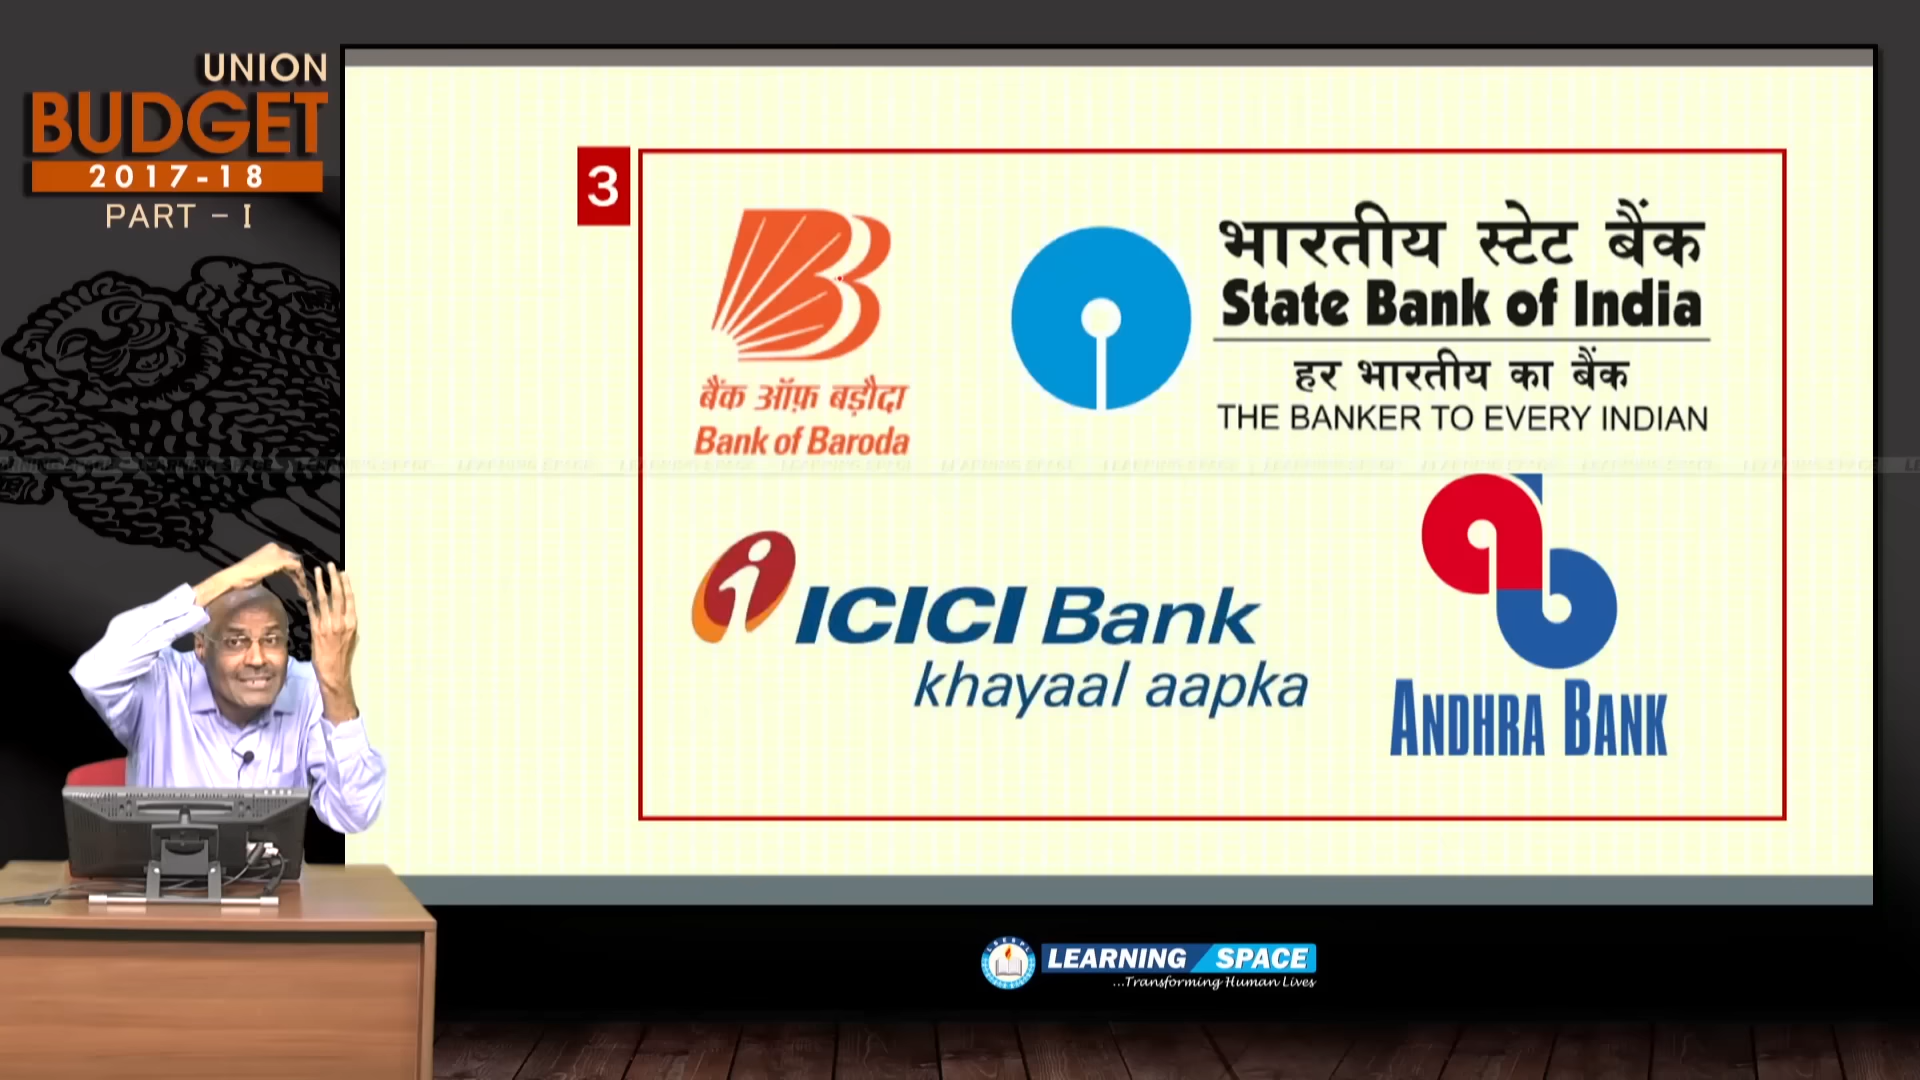 UNION
BUDGET
2017-18
PART – I
3
बैंक ऑफ़ बड़ौदा
Bank of Baroda
भारतीय स्टेट बैंक
State Bank of India
हर भारतीय का बैंक
THE BANKER TO EVERY INDIAN
i ICICI Bank
khayaal aapka
ab
ANDHRA BANK
LEARNING SPACE
...Transforming Human Lives